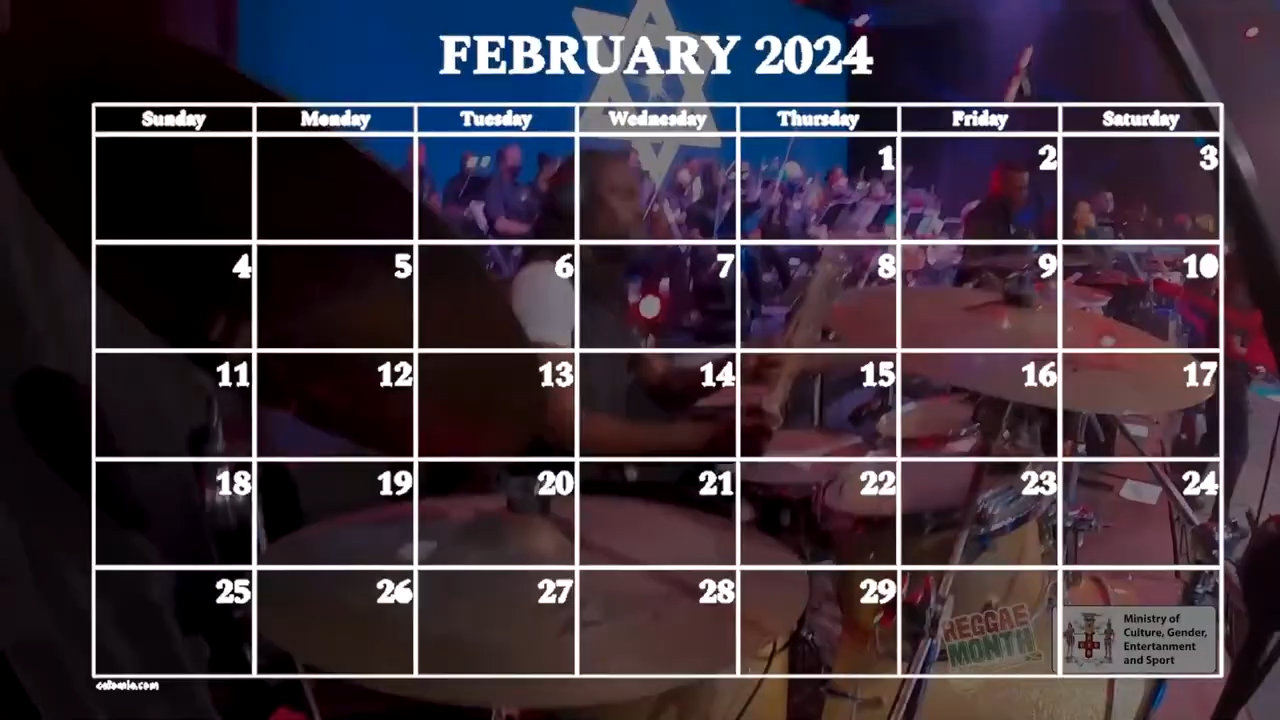 FEBRUARY 2024
Sunday Monday Tuesday Wednesday Thursday Friday Saturday
1 2 3
4 5 6 7 8 9 10
11 12 13 14 15 16 17
18 19 20 21 22 23 24
25 26 27 28 29
REGGAE
MONTH
Ministry of
Culture, Gender,
Entertanment
and Sport